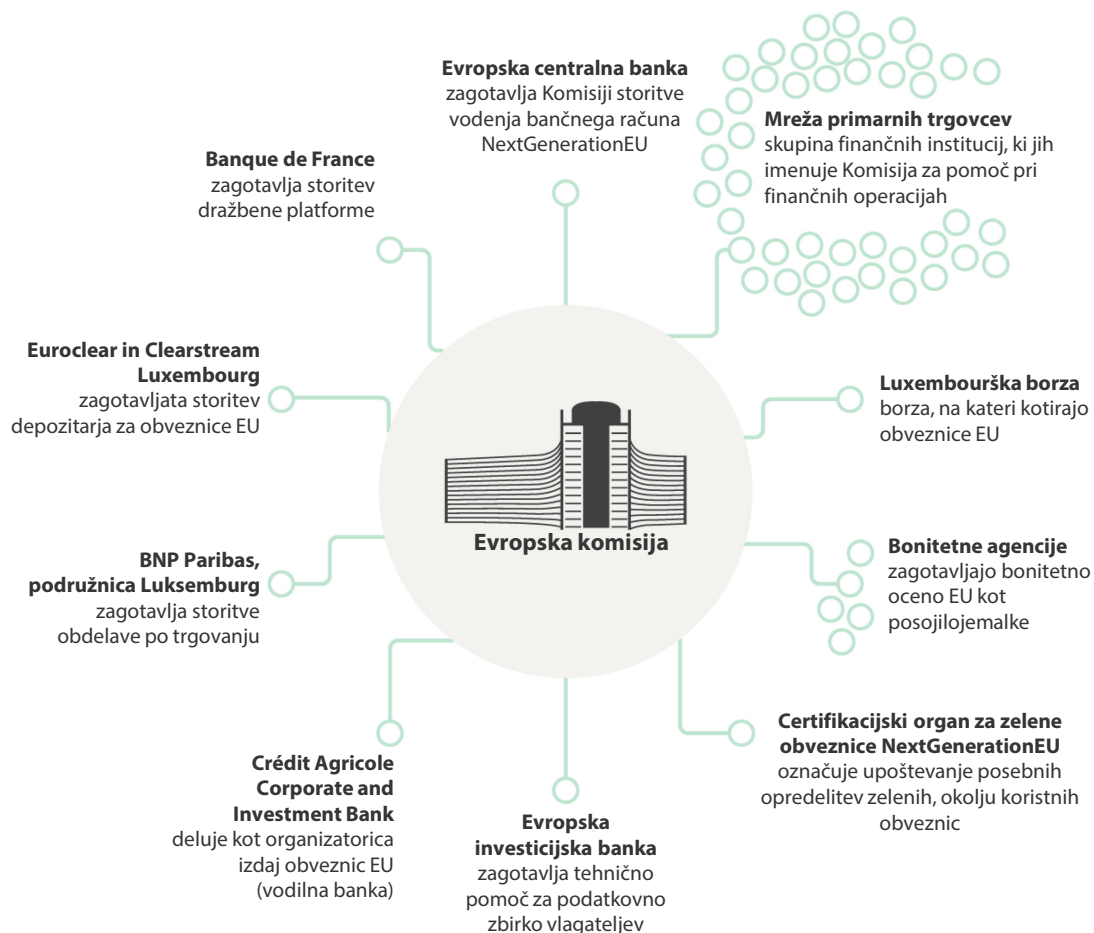 Evropska centralna banka
zagotavlja Komisiji storitve
vodenja bančnega računa
NextGenerationEU
Mreža primarnih trgovcev
skupina finančnih institucij, ki jih
imenuje Komisija za pomoč pri
finančnih operacijah
Banque de France
zagotavlja storitev
dražbene platforme
Euroclear in Clearstream
Luxembourg
zagotavljata storitev
depozitarja za obveznice EU
Luxembourška borza
borza, na kateri kotirajo
obveznice EU
Evropska komisija
BNP Paribas,
podružnica Luksemburg
zagotavlja storitve
obdelave po trgovanju
Bonitetne agencije
zagotavljajo bonitetno
oceno EU kot
posojilojemalke
Crédit Agricole
Corporate and
Investment Bank
deluje kot organizatorica
izdaj obveznic EU
(vodilna banka)
Evropska
investicijska banka
zagotavlja tehnično
pomoč za podatkovno
zbirko vlagateljev
Certifikacijski organ za zelene
obveznice NextGenerationEU
označuje upoštevanje posebnih
opredelitev zelenih, okolju koristnih
obveznic